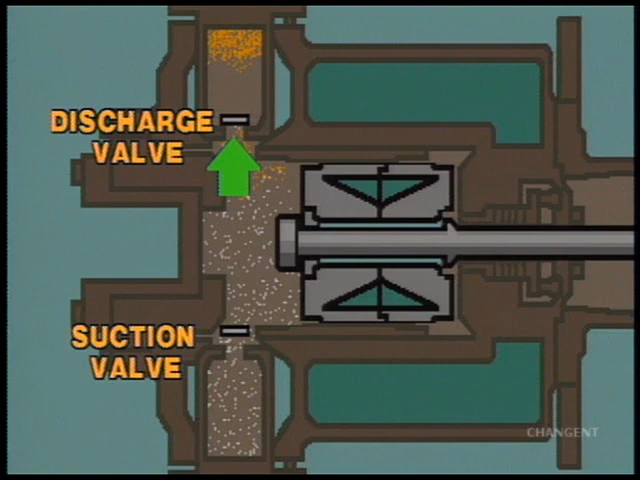 DISCHARGE
VALVE
SUCTION
VALVE
CHANGENT